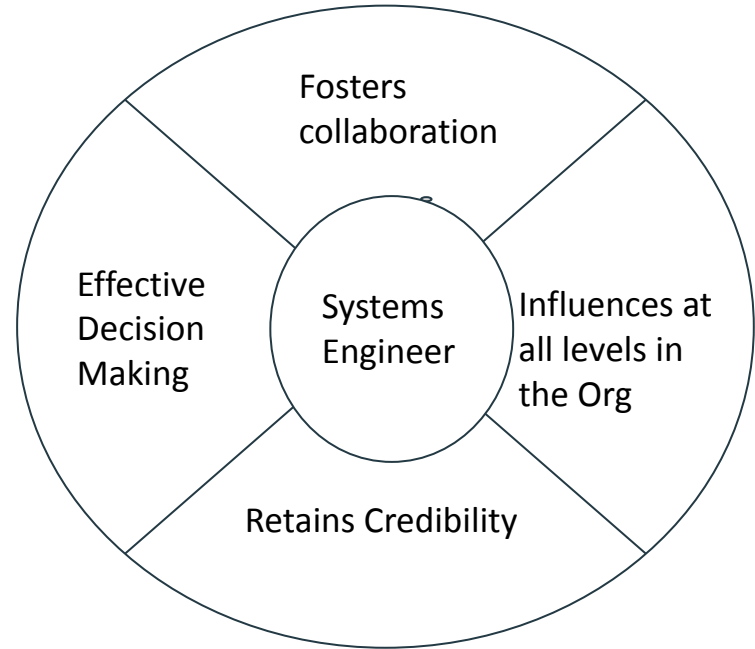 Fosters
collaboration
Effective
Decision
Making
Systems
Engineer
Influences at
all levels in
the Org
Retains Credibility